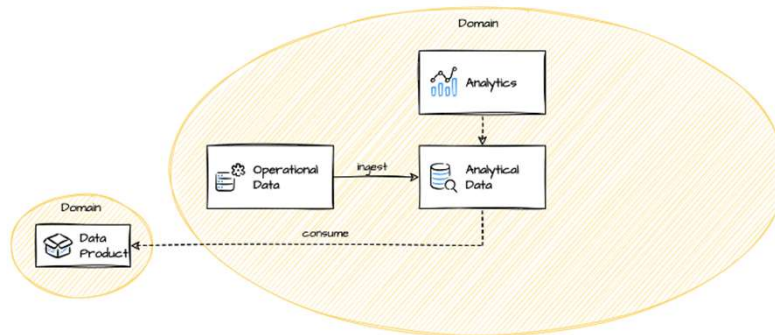 Domain
Analytics
Operational
Data
ingest
Analytical
Data
Domain
Data
Product
consume